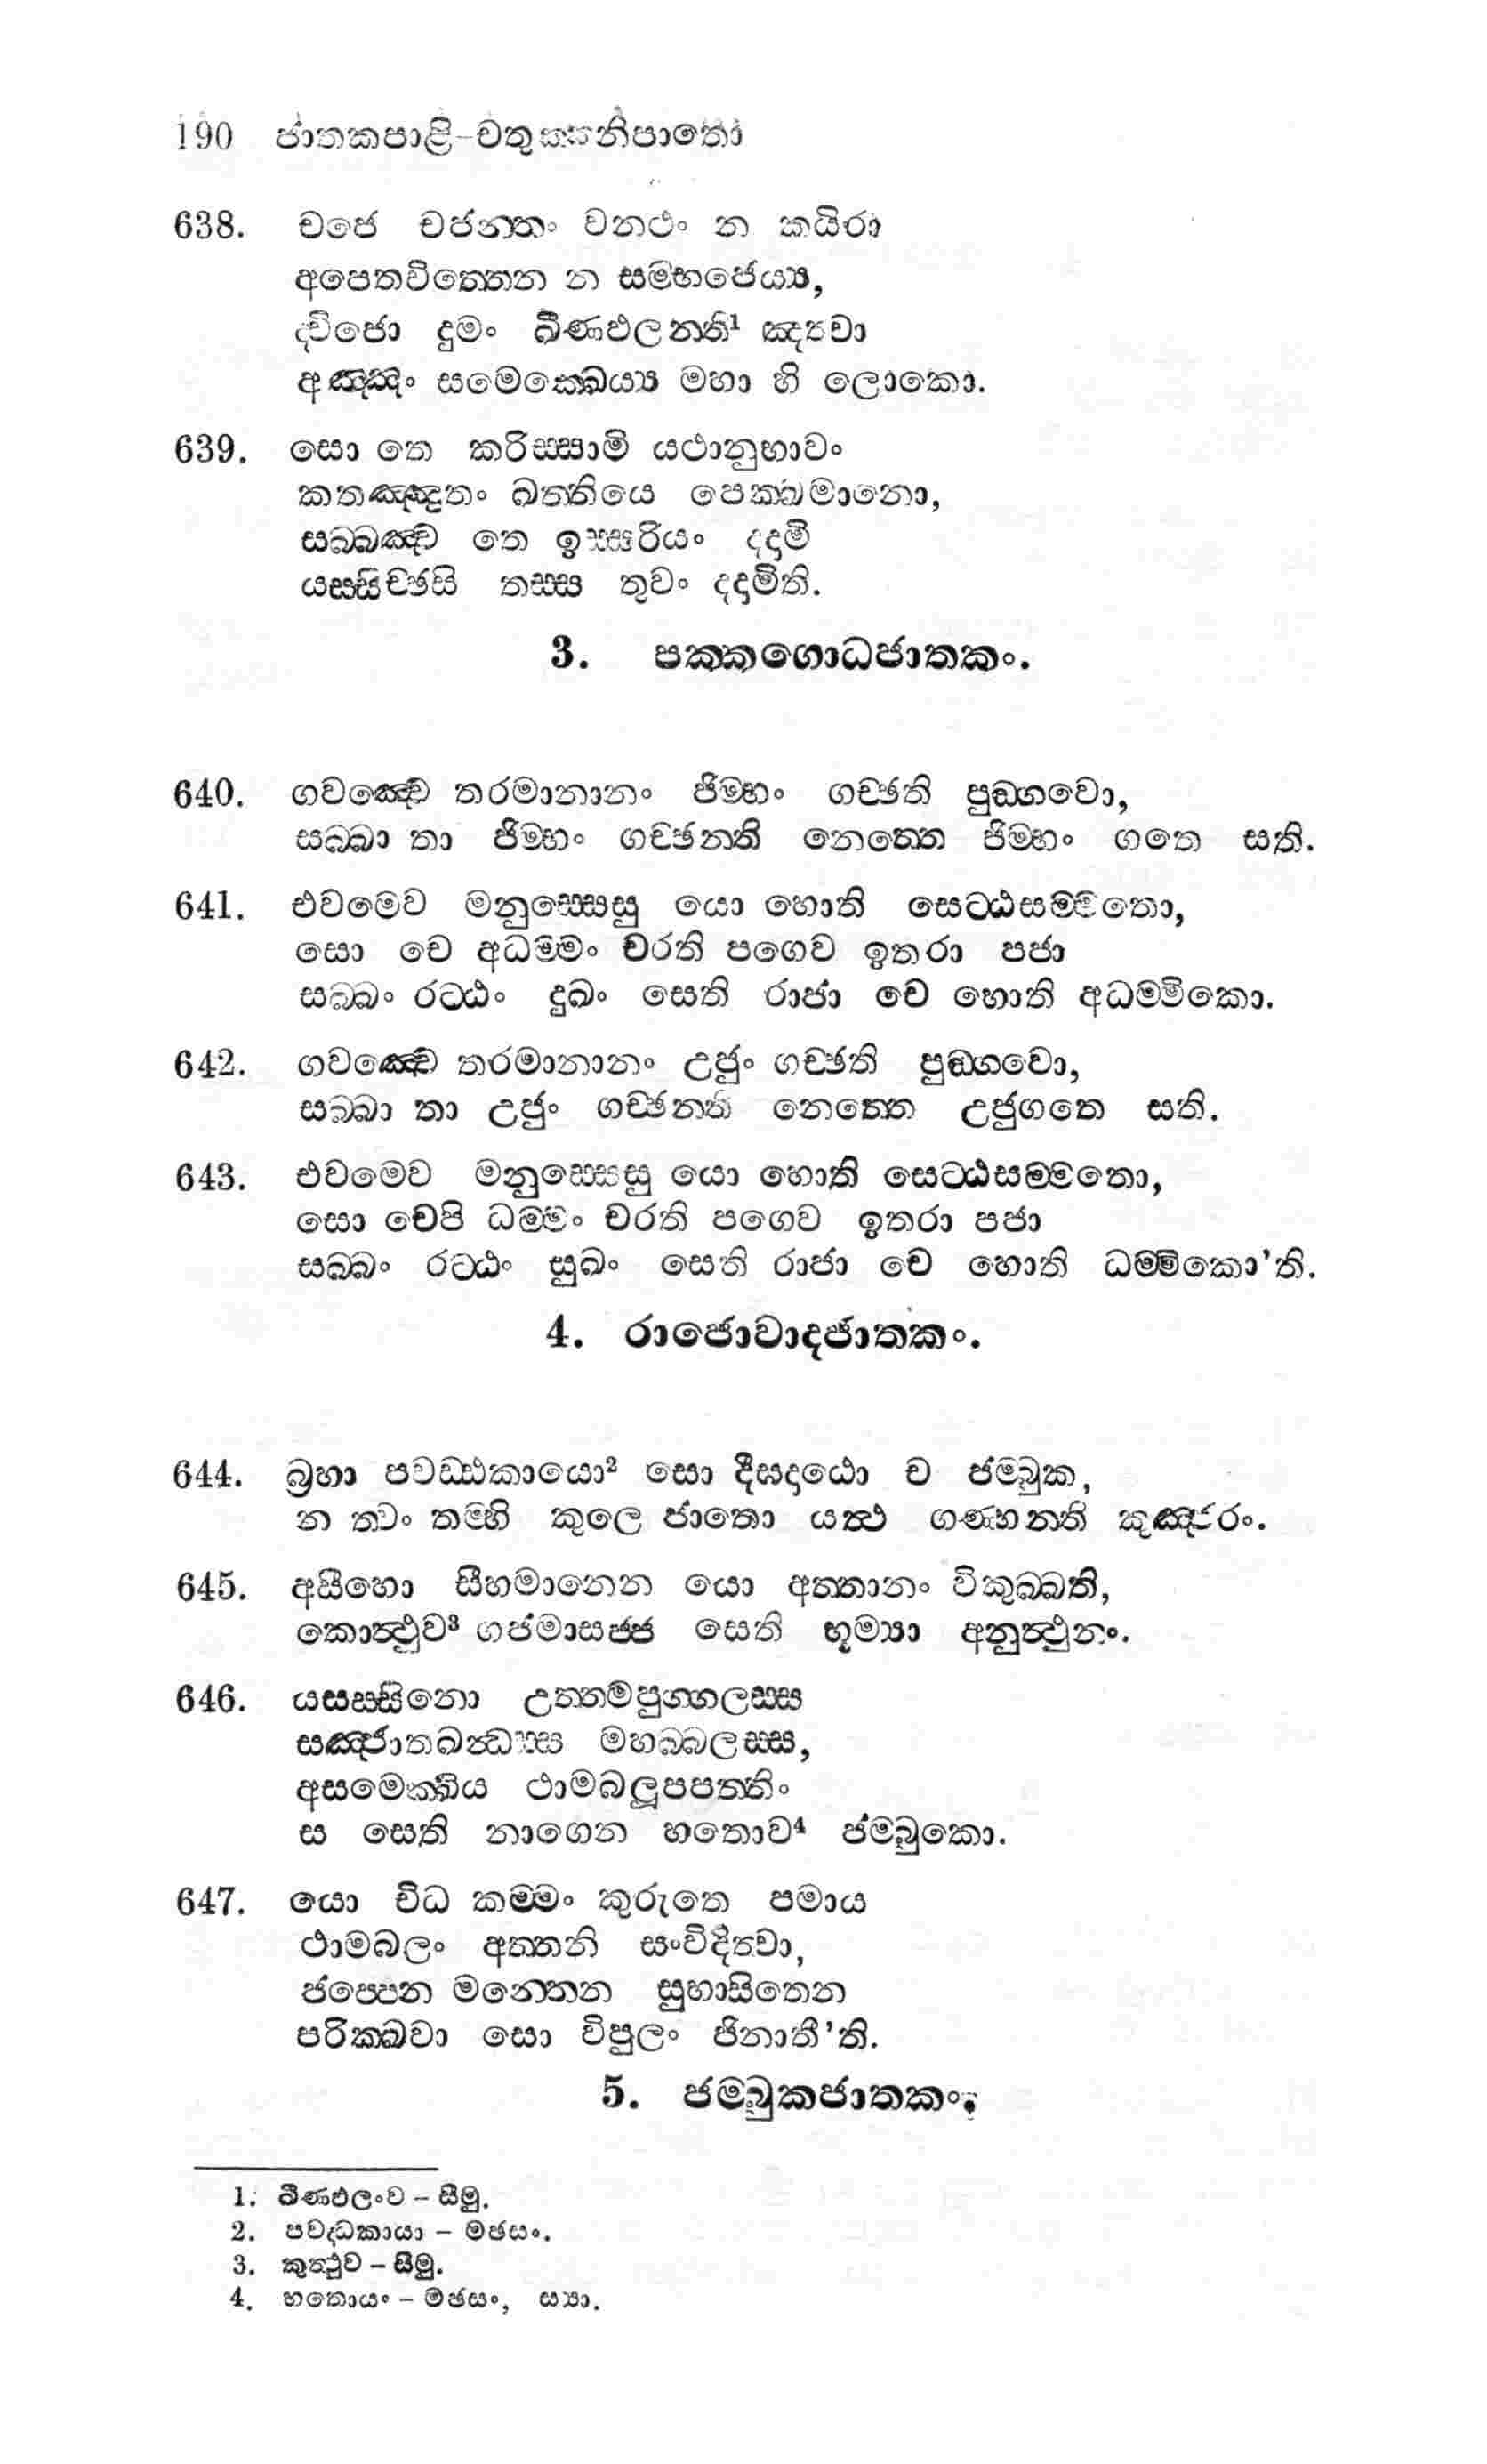 190 ජාතකපාළි-චතුක්කනිපාතො
638. චජෙ චජන්තං වනථං න කයිරා
අපෙතචිත්තෙන න සම්භජෙය්‍ය,
ද්විජො දුමං ඛීණඵලන්ති¹ ඤත්‍වා
අඤ්ඤං සමෙක්ඛෙය්‍ය මහා හි ලොකො.
639. සො තෙ කරිස්සාමි යථානුභාවං
කතඤ්ඤුතං ඛත්තියෙ පෙක්ඛමානො,
සබ්බඤ්ච තෙ ඉස්සරියං දදාමි
යස්සිච්ඡසි තස්ස තුවං දදාමිති.
3. පක්කගොධජාතකං.
640. ගවඤ්චෙ තරමානානං ජිම්හං ගච්ඡති පුඞ්ගවො,
සබ්බා තා ජිම්හං ගච්ඡන්ති නෙත්තෙ ජිම්හං ගතෙ සති.
641. එවමෙව මනුස්සෙසු යො හොති සෙට්ඨසම්මතො,
සො චෙ අධම්මං චරති පගෙව ඉතරා පජා
සබ්බං රට්ඨං දුඛං සෙති රාජා චෙ හොති අධම්මිකො.
642. ගවඤ්චෙ තරමානානං උජුං ගච්ඡති පුඞ්ගවො,
සබ්බා තා උජුං ගච්ඡන්ති නෙත්තෙ උජුගතෙ සති.
643. එවමෙව මනුස්සෙසු යො හොති සෙට්ඨසම්මතො,
සො චෙපි ධම්මං චරති පගෙව ඉතරා පජා
සබ්බං රට්ඨං සුඛං සෙති රාජා චෙ හොති ධම්මිකො'ති.
4. රාජොවාදජාතකං.
644. බ්‍රහා පවඩ්ඪකායො² සො දීඝදාඨො ච ජම්බුක,
න ත්වං තම්හි කුලෙ ජාතො යත්ථ ගණ්හන්ති කුඤ්ජරං.
645. අසීහො සීහමානෙන යො අත්තානං විකුබ්බති,
කොත්ථුව³ ගජමාසජ්ජ සෙති භූම්‍යා අනුත්ථුනං.
646. යසස්සිනො උත්තමපුග්ගලස්ස
සඤ්ජාතඛන්ධස්ස මහබ්බලස්ස,
අසමෙක්ඛිය ථාමබලූපපත්තිං
ස සෙති නාගෙන හතොව⁴ ජම්බුකො.
647. යො චිධ කම්මං කුරුතෙ පමාය
ථාමබලං අත්තනි සංවිදිත්‍වා,
ජප්පෙන මන්තෙන සුභාසිතෙන
පරික්ඛවා සො විපුලං ජිනාතී'ති.
5. ජම්බුකජාතකං.
1. ඛීණඵලංව - සීමු.
2. පවද්ධකායා - මඡසං.
3. කුත්ථුව - සීමු.
4. හතොයං - මඡසං, ස්‍යා.